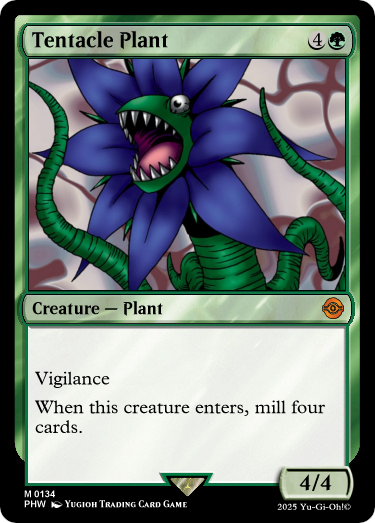 Tentacle Plant 4
Creature — Plant
Vigilance
When this creature enters, mill four
cards.
4/4
M 0134
PHW Yugioh Trading Card Game
2025 Yu-Gi-Oh!©